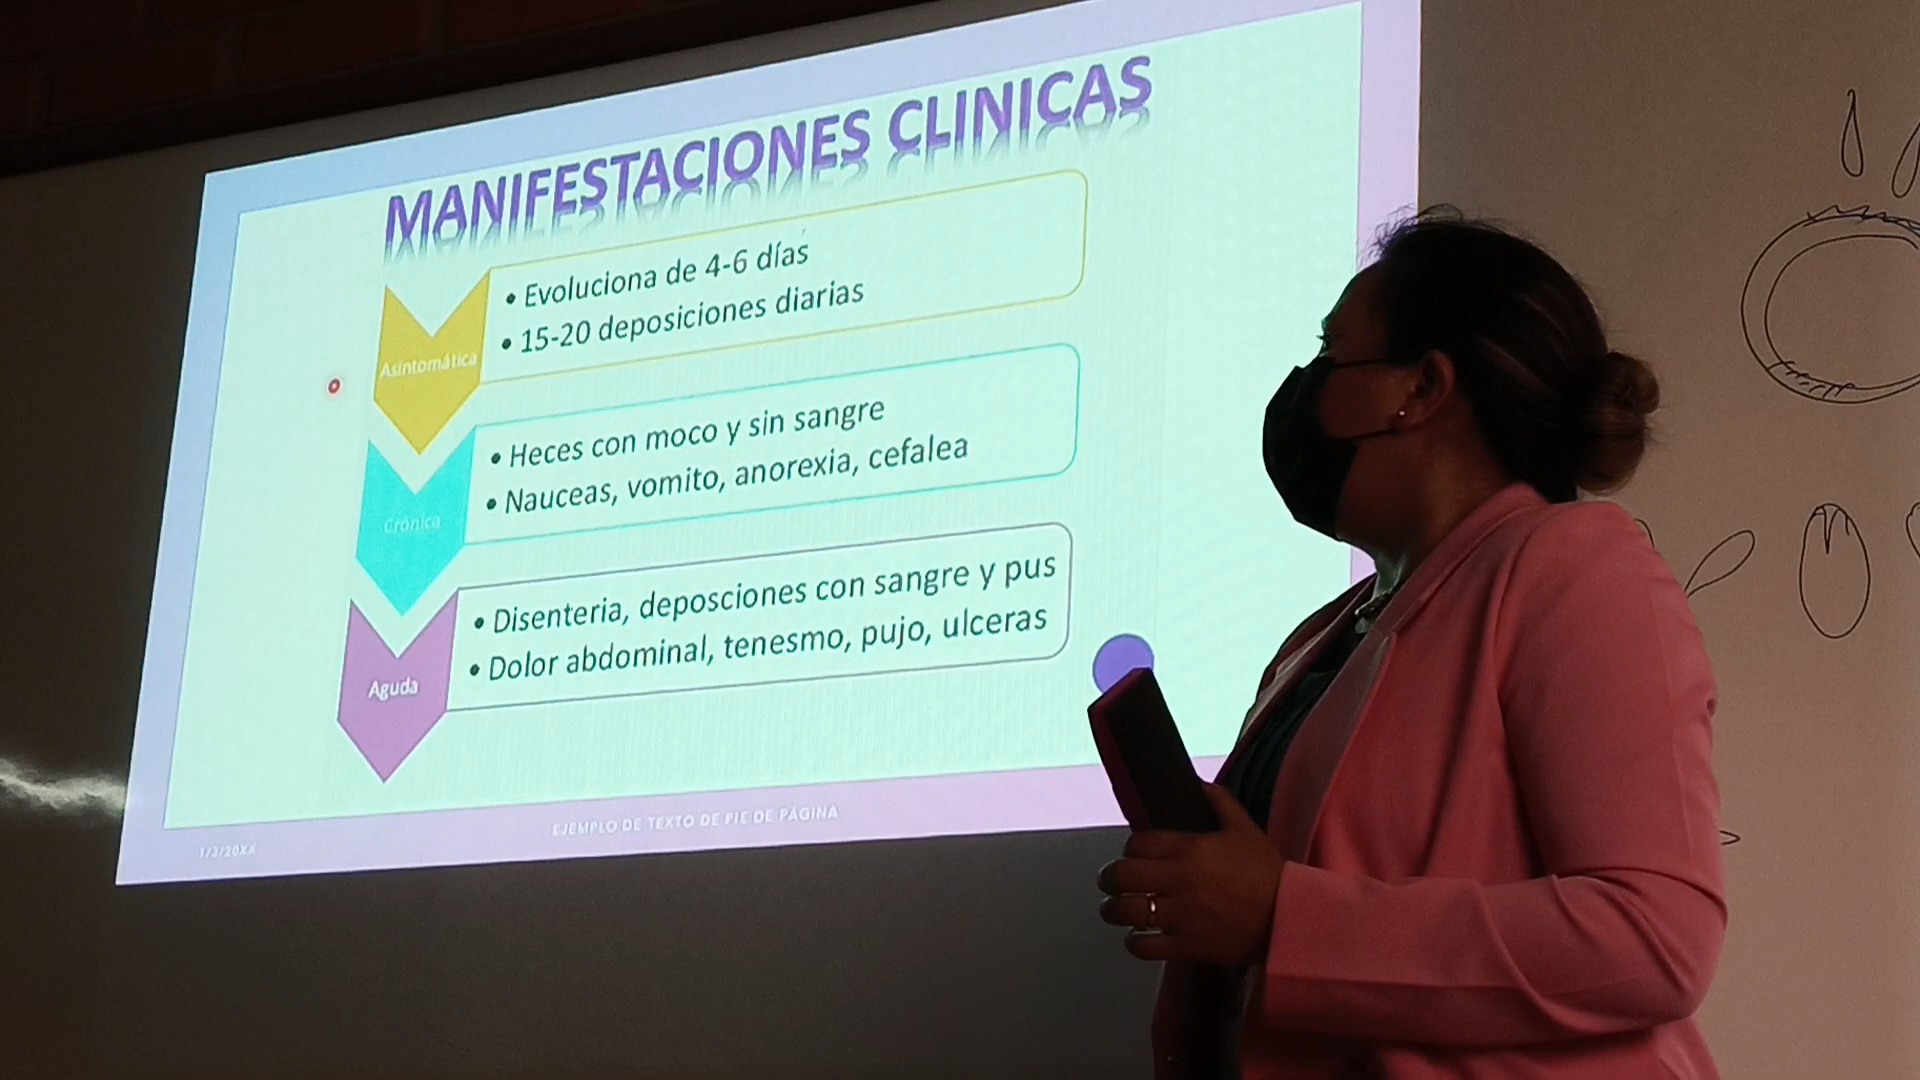 MANIFESTACIONES CLINICAS
• Evoluciona de 4-6 días
• 15-20 deposiciones diarias
Asintomática
• Heces con moco y sin sangre
• Nauceas, vomito, anorexia, cefalea
Crónica
• Disenteria, deposciones con sangre y pus
• Dolor abdominal, tenesmo, pujo, ulceras
Aguda
1/3/20XX
EJEMPLO DE TEXTO DE PIE DE PÁGINA